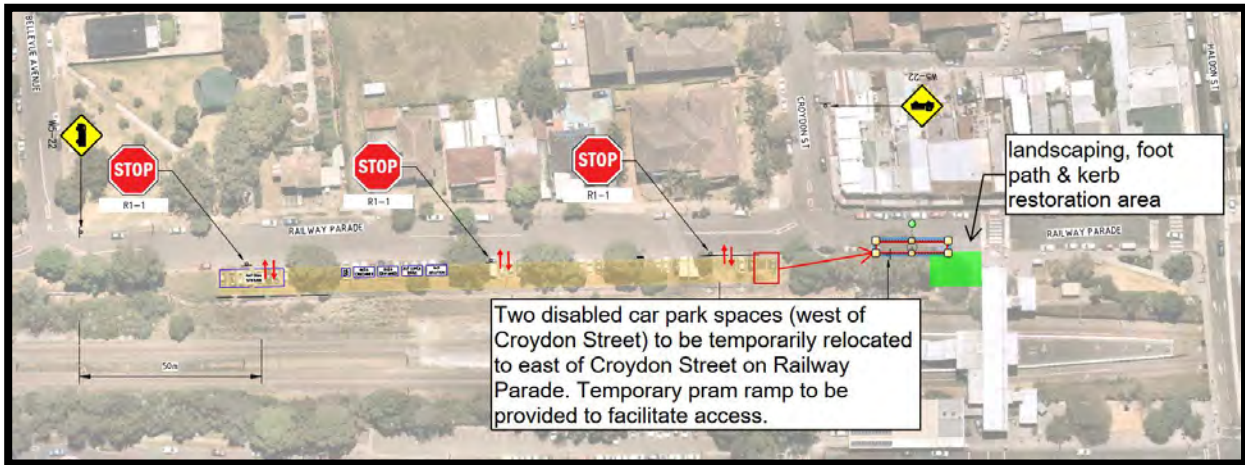 BELLEVUE AVENUE
W5-22
STOP
R1-1
STOP
R1-1
STOP
R1-1
CROYDON ST
W5-22
HALDON ST
landscaping, foot
path & kerb
restoration area
RAILWAY PARADE
RAILWAY PARADE
50m
Two disabled car park spaces (west of
Croydon Street) to be temporarily relocated
to east of Croydon Street on Railway
Parade. Temporary pram ramp to be
provided to facilitate access.